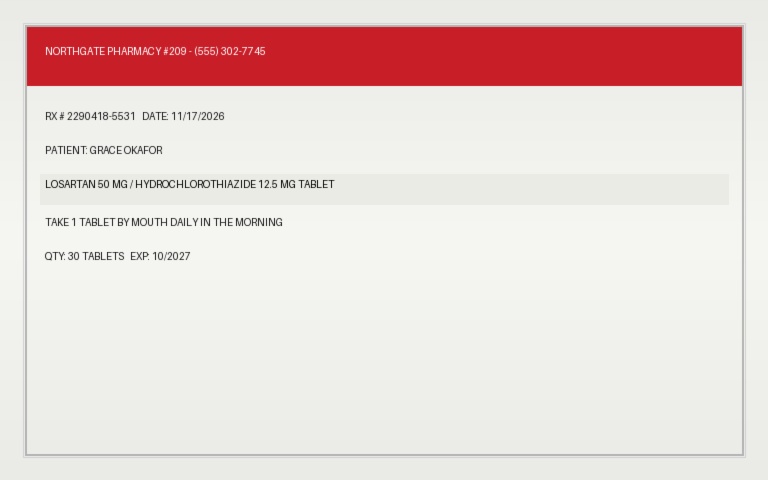 NORTHGATE PHARMACY #209 - (555) 302-7745
RX # 2290418-5531 DATE: 11/17/2026
PATIENT: GRACE OKAFOR
LOSARTAN 50 MG / HYDROCHLOROTHIAZIDE 12.5 MG TABLET
TAKE 1 TABLET BY MOUTH DAILY IN THE MORNING
QTY: 30 TABLETS EXP: 10/2027